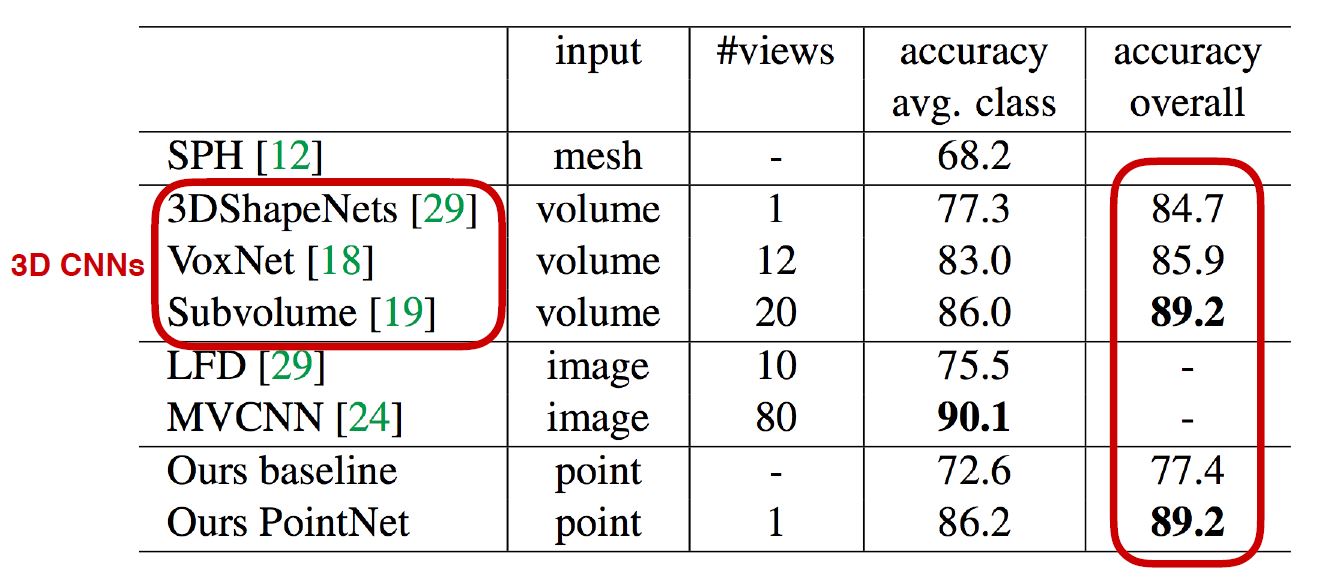 input #views accuracy accuracy
avg. class overall
SPH [12] mesh - 68.2
3DShapeNets [29] volume 1 77.3 84.7
3D CNNs VoxNet [18] volume 12 83.0 85.9
Subvolume [19] volume 20 86.0 89.2
LFD [29] image 10 75.5 -
MVCNN [24] image 80 90.1 -
Ours baseline point - 72.6 77.4
Ours PointNet point 1 86.2 89.2